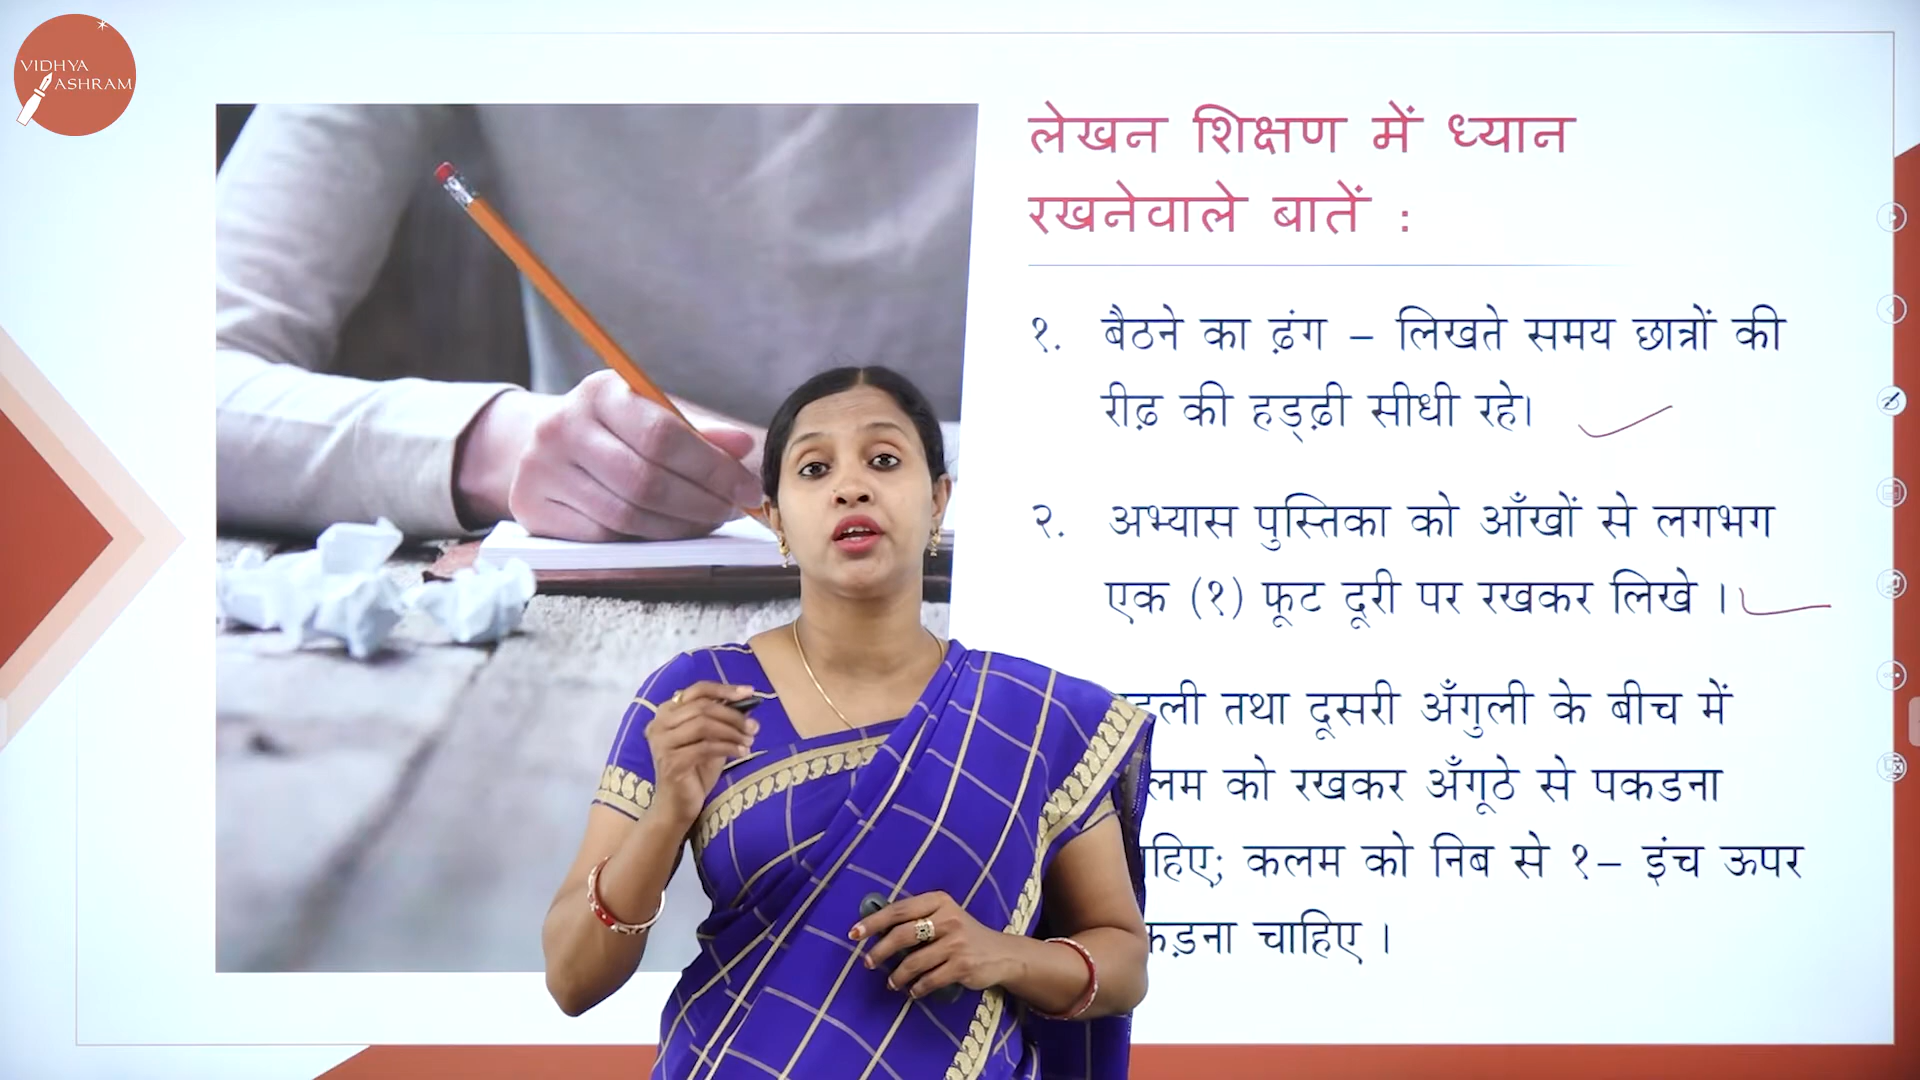 VIDHYA
ASHRAM
लेखन शिक्षण में ध्यान
रखनेवाले बातें :
१. बैठने का ढ़ंग – लिखते समय छात्रों की
रीढ़ की हड्ढ़ी सीधी रहे।
२. अभ्यास पुस्तिका को आँखों से लगभग
एक (१) फूट दूरी पर रखकर लिखे ।
तथा दूसरी अँगुली के बीच में
को रखकर अँगूठे से पकडना
कलम को निब से १– इंच ऊपर
चाहिए ।